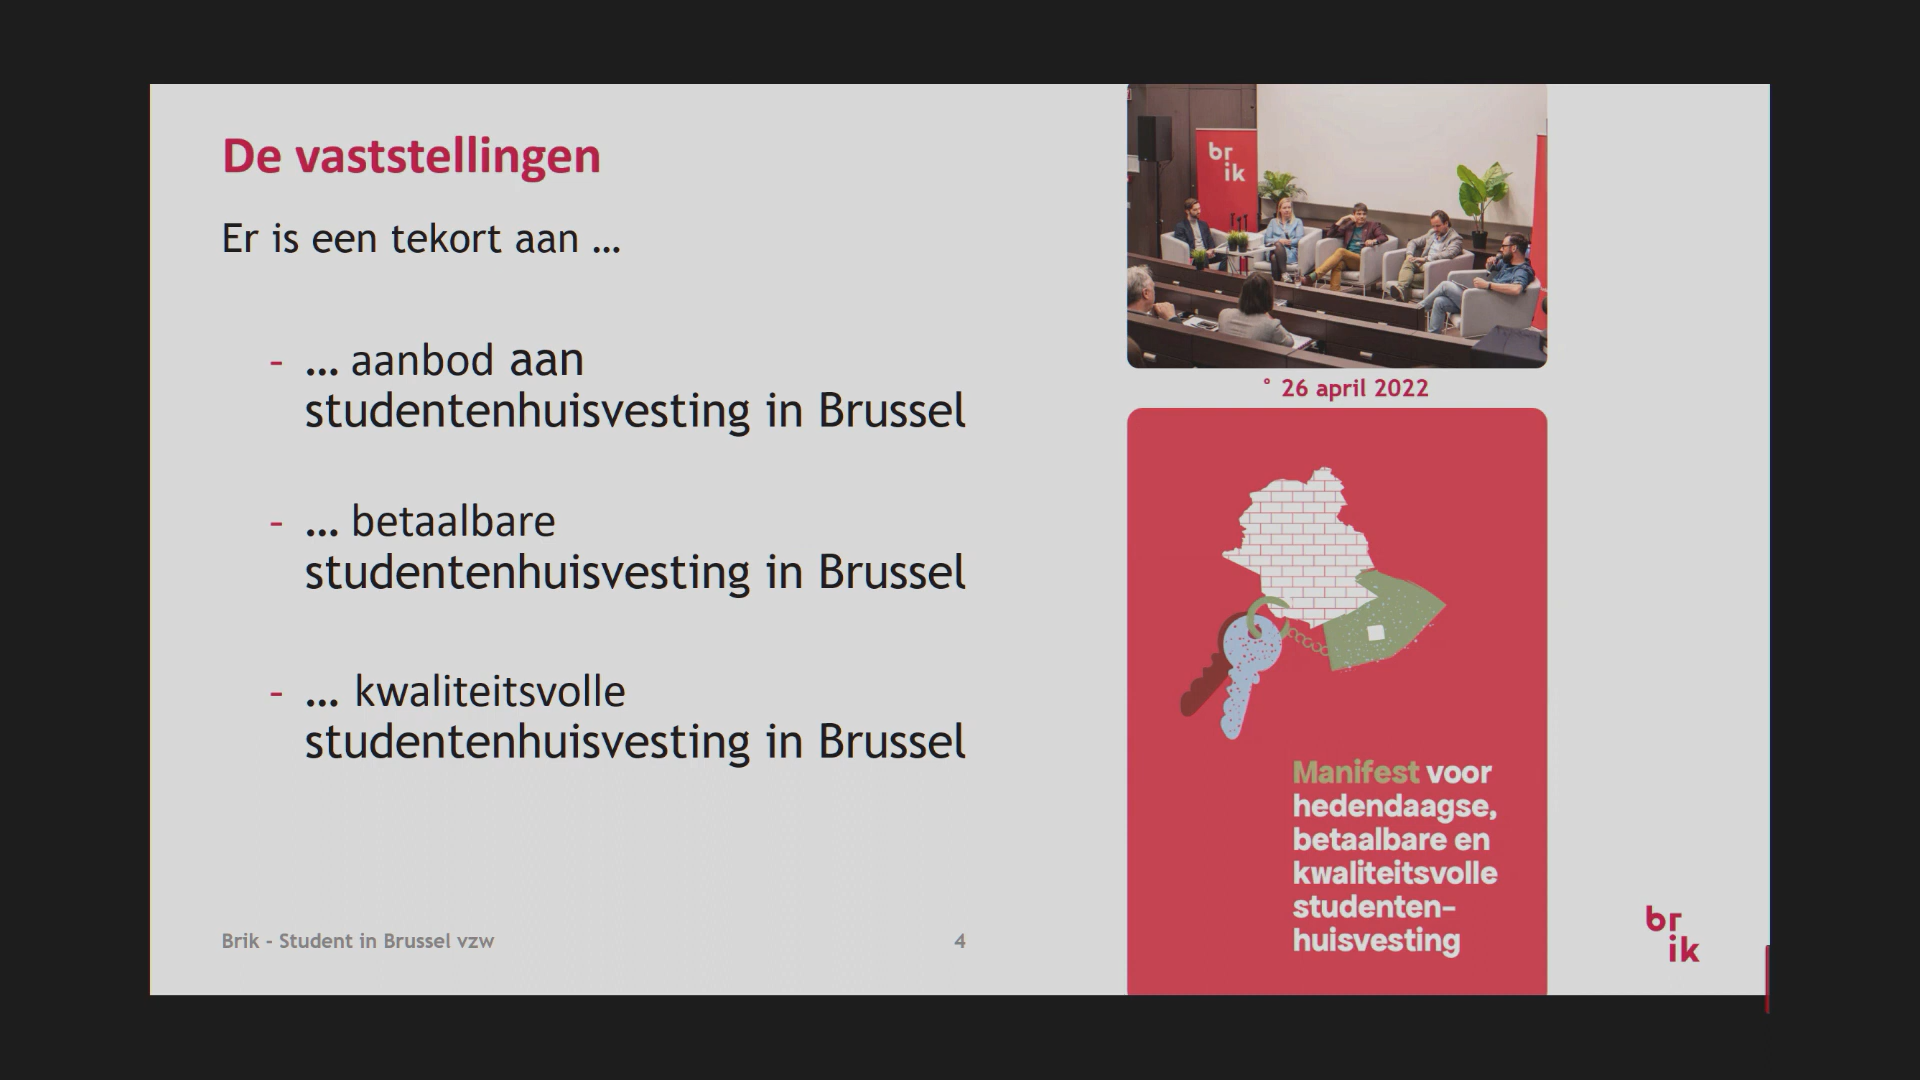 De vaststellingen
Er is een tekort aan ...
- ... aanbod aan
studentenhuisvesting in Brussel
- ... betaalbare
studentenhuisvesting in Brussel
- ... kwaliteitsvolle
studentenhuisvesting in Brussel
Brik - Student in Brussel vzw
4
br
ik
° 26 april 2022
Manifest voor
hedendaagse,
betaalbare en
kwaliteitsvolle
studenten-
huisvesting
br
ik